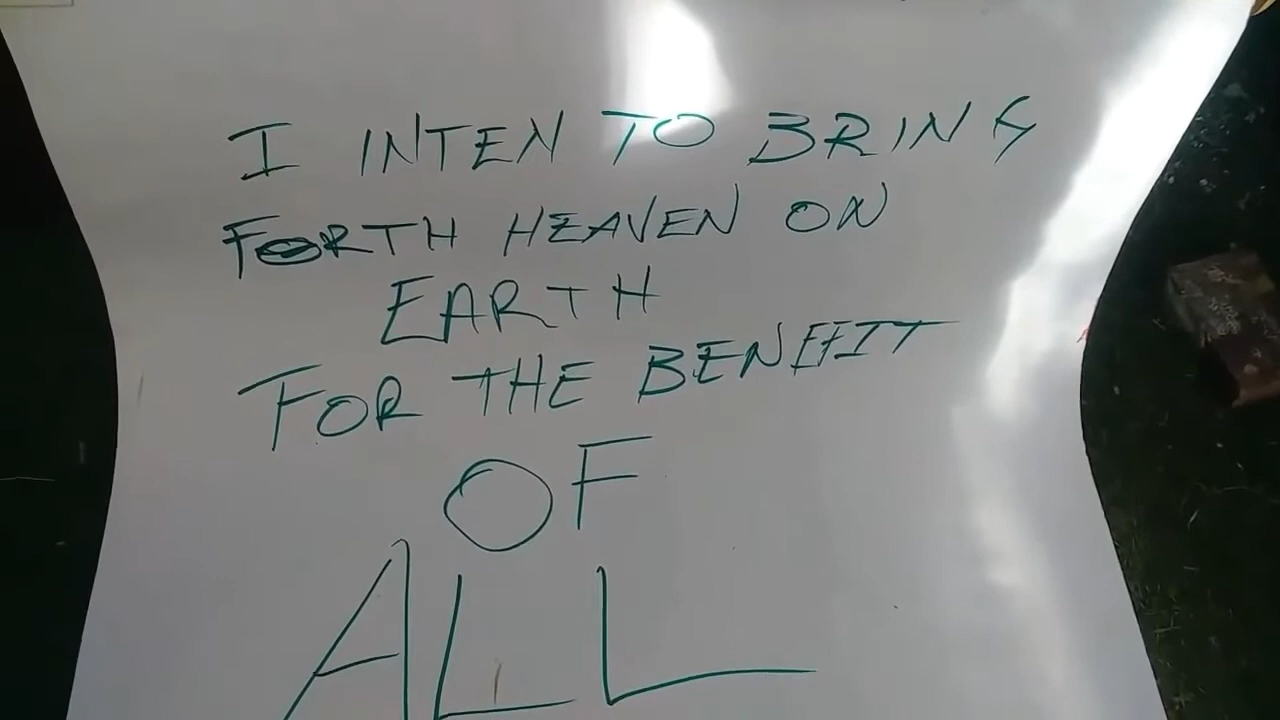 I INTEN TO BRING
FORTH HEAVEN ON
EARTH
FOR THE BENEFIT
OF
ALL